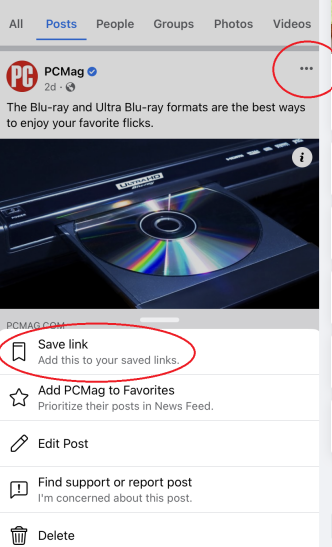 All Posts People Groups Photos Videos
PC PCMag
2d ·
The Blu-ray and Ultra Blu-ray formats are the best ways
to enjoy your favorite flicks.
ULTRAHD
i
PCMAG.COM
Save link
Add this to your saved links.
Add PCMag to Favorites
Prioritize their posts in News Feed.
Edit Post
Find support or report post
I'm concerned about this post.
Delete